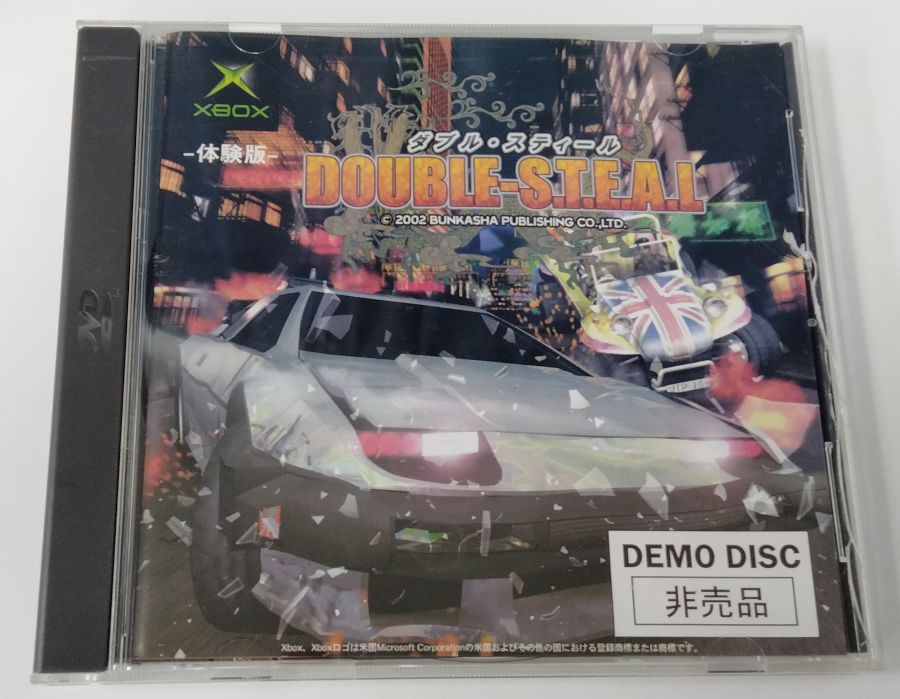 XBOX
-体験版-
ダブル・スティール
DOUBLE-S.T.E.A.L
© 2002 BUNKASHA PUBLISHING CO.,LTD.
DVD
DEMO DISC
非売品
Xbox、Xboxロゴは米国Microsoft Corporationの米国およびその他の国における登録商標または商標です。